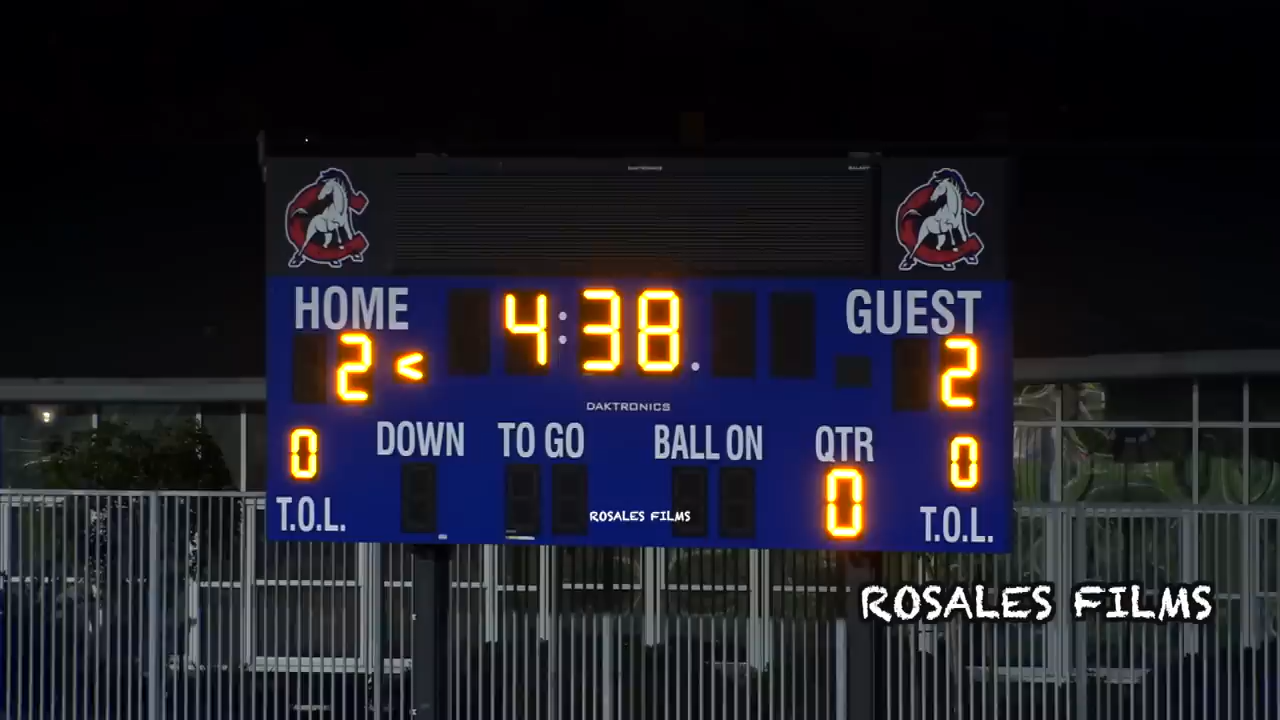 DAKTRONICS
HOME 4:38. GUEST
2 < 2
DAKTRONICS
DOWN TO GO BALL ON QTR
0 0 0
T.O.L. ROSALES FILMS T.O.L.
ROSALES FILMS